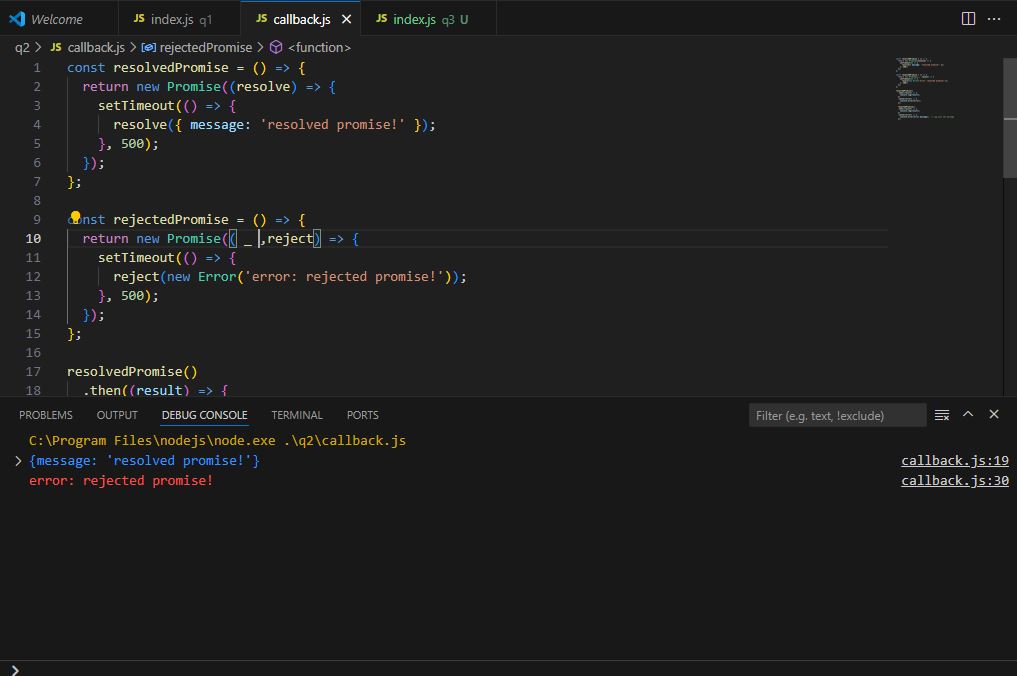 Welcome
JS index.js q1
JS callback.js
JS index.js q3 U
q2 > JS callback.js > rejectedPromise > <function>
1 const resolvedPromise = () => {
2 return new Promise((resolve) => {
3 setTimeout(() => {
4 resolve({ message: 'resolved promise!' });
5 }, 500);
6 });
7 };
8
9 const rejectedPromise = () => {
10 return new Promise(( _ ,reject) => {
11 setTimeout(() => {
12 reject(new Error('error: rejected promise!'));
13 }, 500);
14 });
15 };
16
17 resolvedPromise()
18 .then((result) => {
PROBLEMS OUTPUT DEBUG CONSOLE TERMINAL PORTS Filter (e.g. text, !exclude)
C:\Program Files\nodejs\node.exe .\q2\callback.js
{message: 'resolved promise!'} callback.js:19
error: rejected promise! callback.js:30